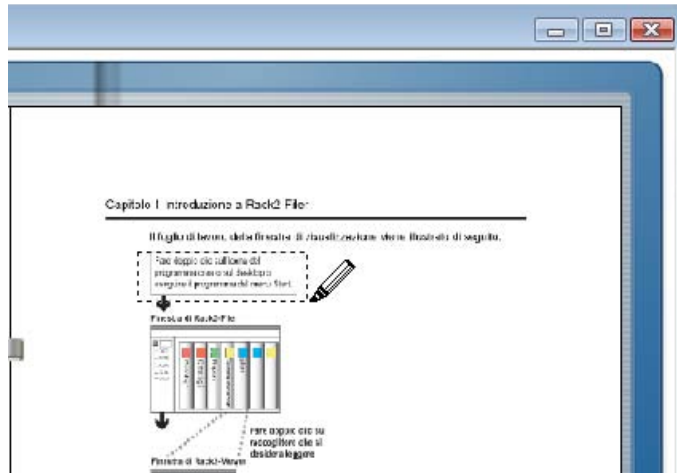 Capitolo 1 Introduzione a Rack2-Filer
Il foglio di lavoro della finestra di visualizzazione viene illustrato di seguito.
Fare doppio clic sull'icona del
programma o sul desktop o
eseguire il programma dal menu Start.
Finestra di Rack2-Filer
Fare doppio clic sul
raccoglitore che si
desidera leggere
Finestra di Rack2-Viewer